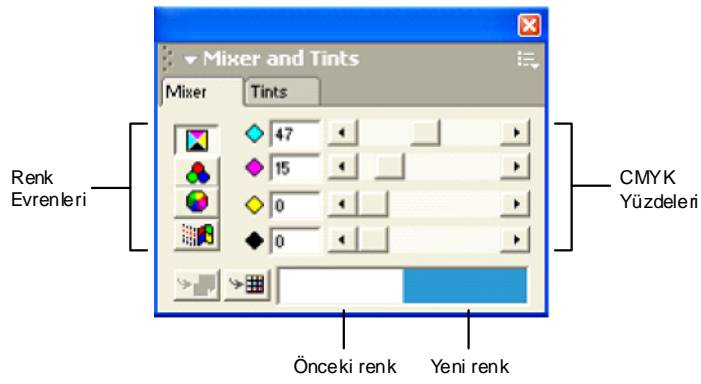 Mixer and Tints
Mixer Tints
47
15
0
0
Renk
Evrenleri
CMYK
Yüzdeleri
Önceki renk Yeni renk